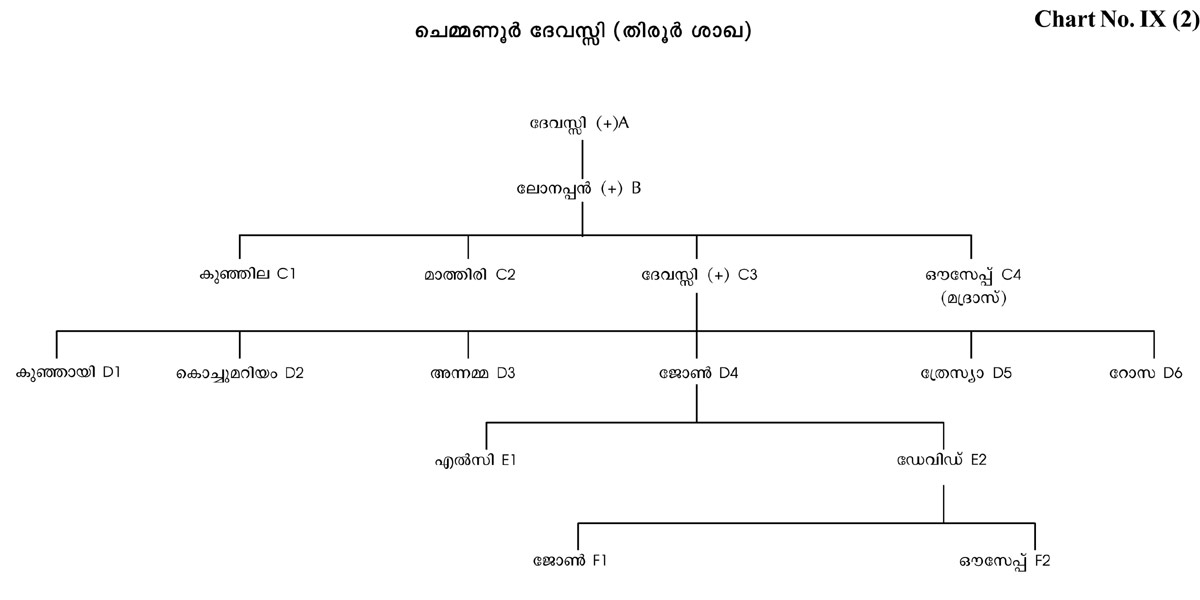 Chart No. IX (2)
ചെമ്മണൂർ ദേവസ്സി (തിരൂർ ശാഖ)
ദേവസ്സി (+)A
ലോനപ്പൻ (+) B
കുഞ്ഞില C1
മാത്തിരി C2
ദേവസ്സി (+) C3
ഔസേപ്പ് C4
(മദ്രാസ്)
കുഞ്ഞായി D1
കൊച്ചുമറിയം D2
അന്നമ്മ D3
ജോൺ D4
ത്രേസ്യാ D5
റോസ D6
എൽസി E1
ഡേവിഡ് E2
ജോൺ F1
ഔസേപ്പ് F2